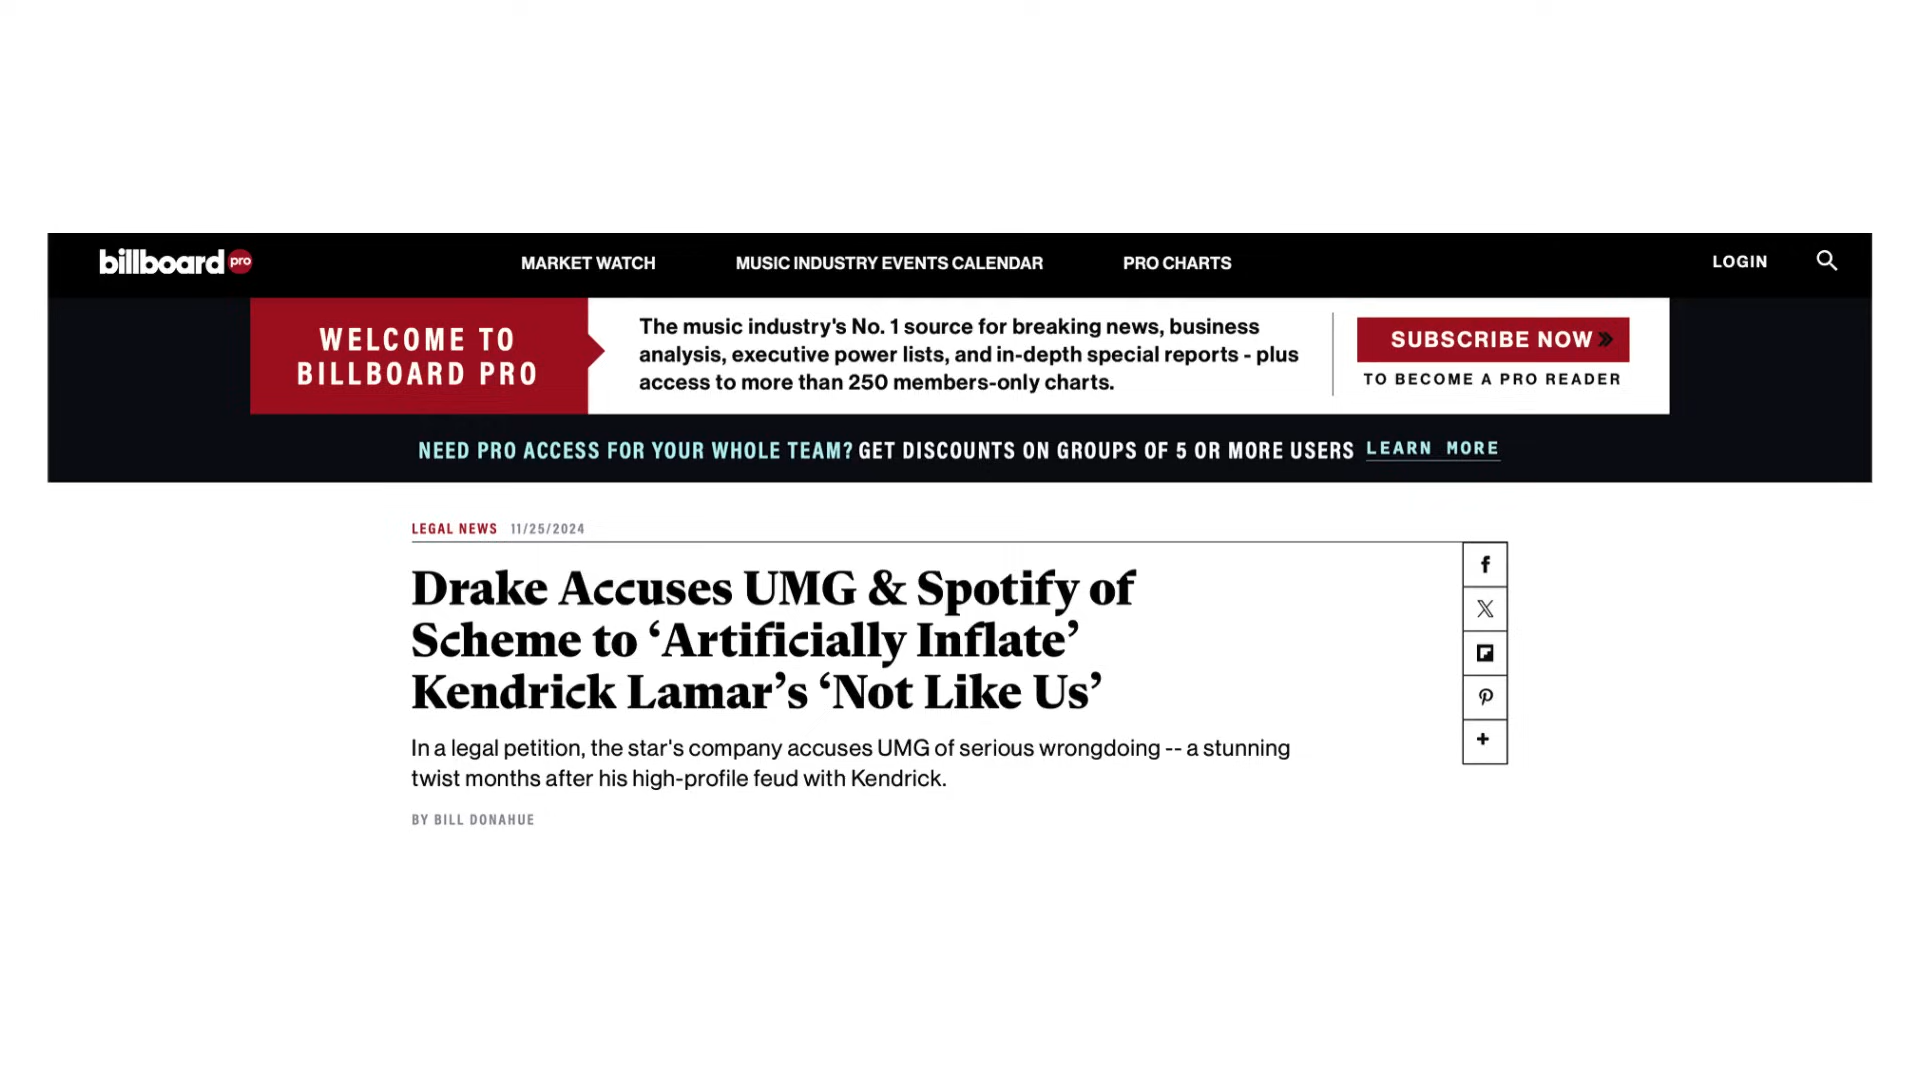 billboard pro
MARKET WATCH
MUSIC INDUSTRY EVENTS CALENDAR
PRO CHARTS
LOGIN
WELCOME TO
BILLBOARD PRO
The music industry's No. 1 source for breaking news, business
analysis, executive power lists, and in-depth special reports - plus
access to more than 250 members-only charts.
SUBSCRIBE NOW
TO BECOME A PRO READER
NEED PRO ACCESS FOR YOUR WHOLE TEAM? GET DISCOUNTS ON GROUPS OF 5 OR MORE USERS LEARN MORE
LEGAL NEWS 11/25/2024
Drake Accuses UMG & Spotify of
Scheme to ‘Artificially Inflate’
Kendrick Lamar’s ‘Not Like Us’
In a legal petition, the star's company accuses UMG of serious wrongdoing -- a stunning
twist months after his high-profile feud with Kendrick.
BY BILL DONAHUE